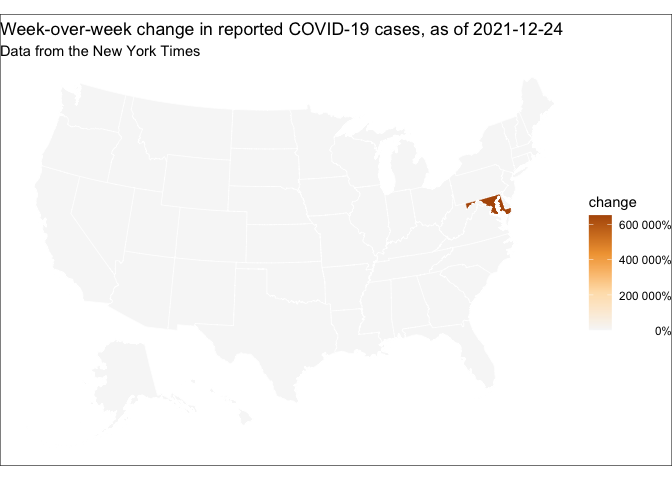 Week-over-week change in reported COVID-19 cases, as of 2021-12-24
Data from the New York Times
change
600 000%
400 000%
200 000%
0%